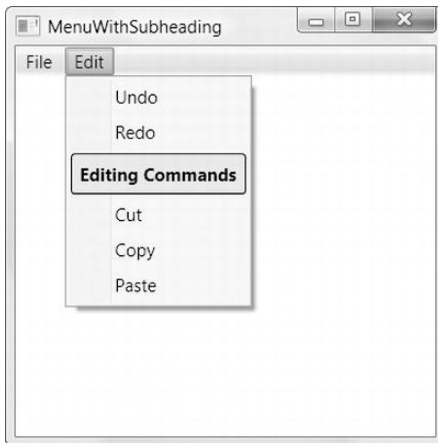 MenuWithSubheading
File Edit
Undo
Redo
Editing Commands
Cut
Copy
Paste